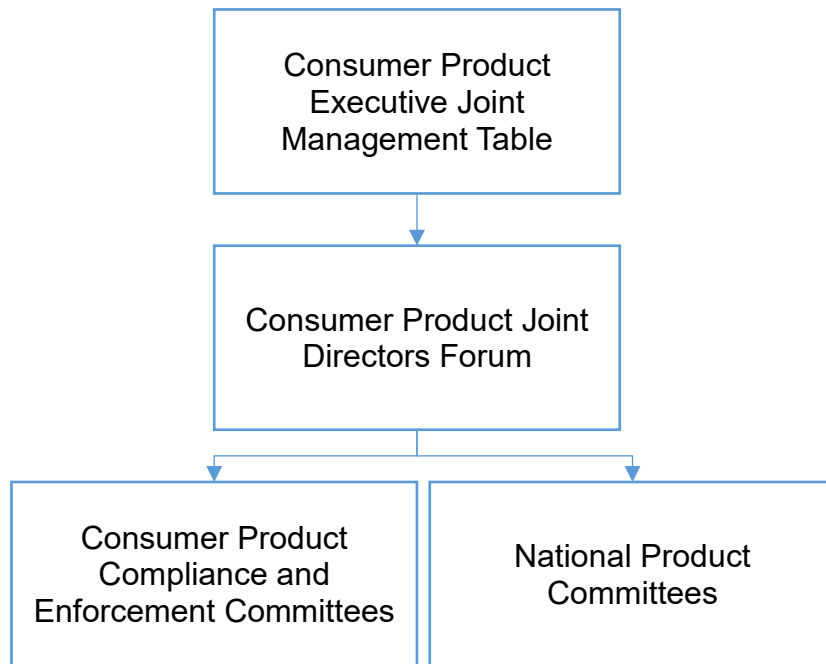 Consumer Product
Executive Joint
Management Table
Consumer Product Joint
Directors Forum
Consumer Product
Compliance and
Enforcement Committees
National Product
Committees